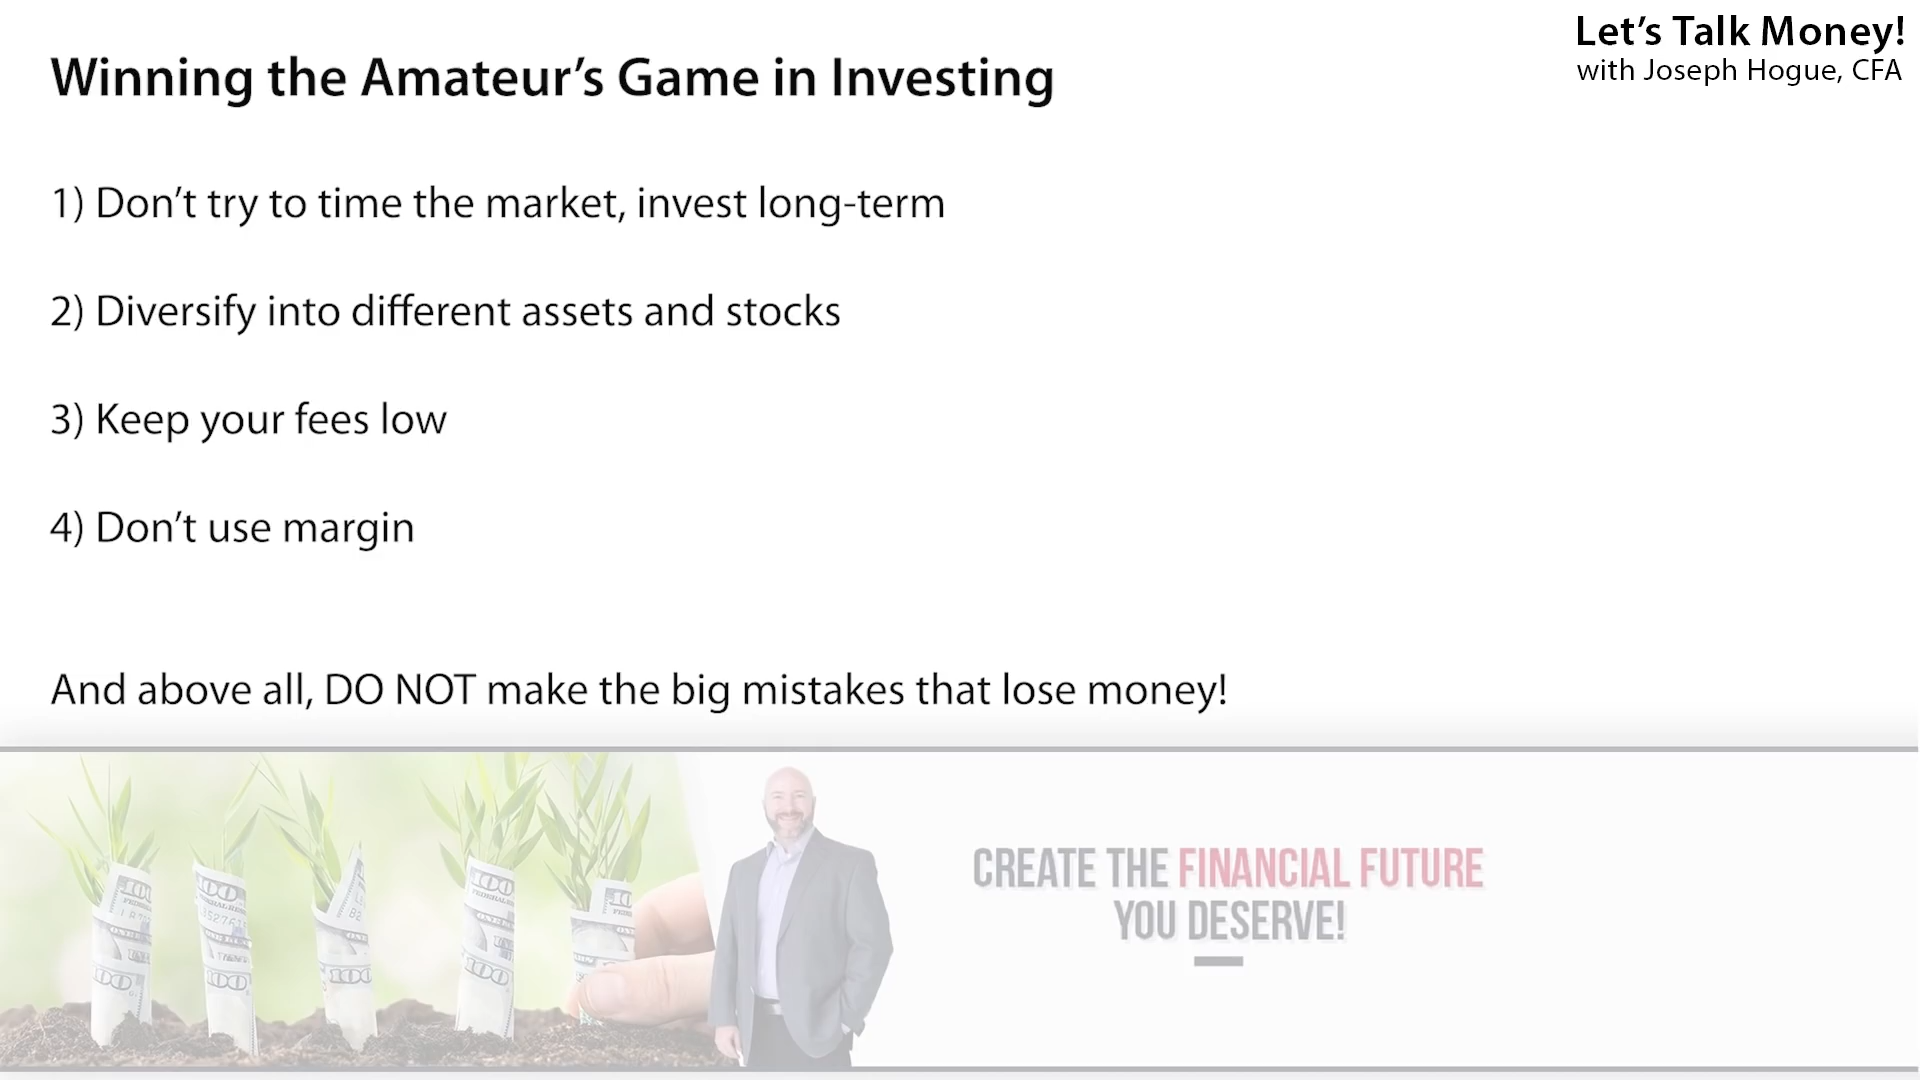 Let's Talk Money!
with Joseph Hogue, CFA
Winning the Amateur's Game in Investing
1) Don't try to time the market, invest long-term
2) Diversify into different assets and stocks
3) Keep your fees low
4) Don't use margin
And above all, DO NOT make the big mistakes that lose money!
CREATE THE FINANCIAL FUTURE
YOU DESERVE!